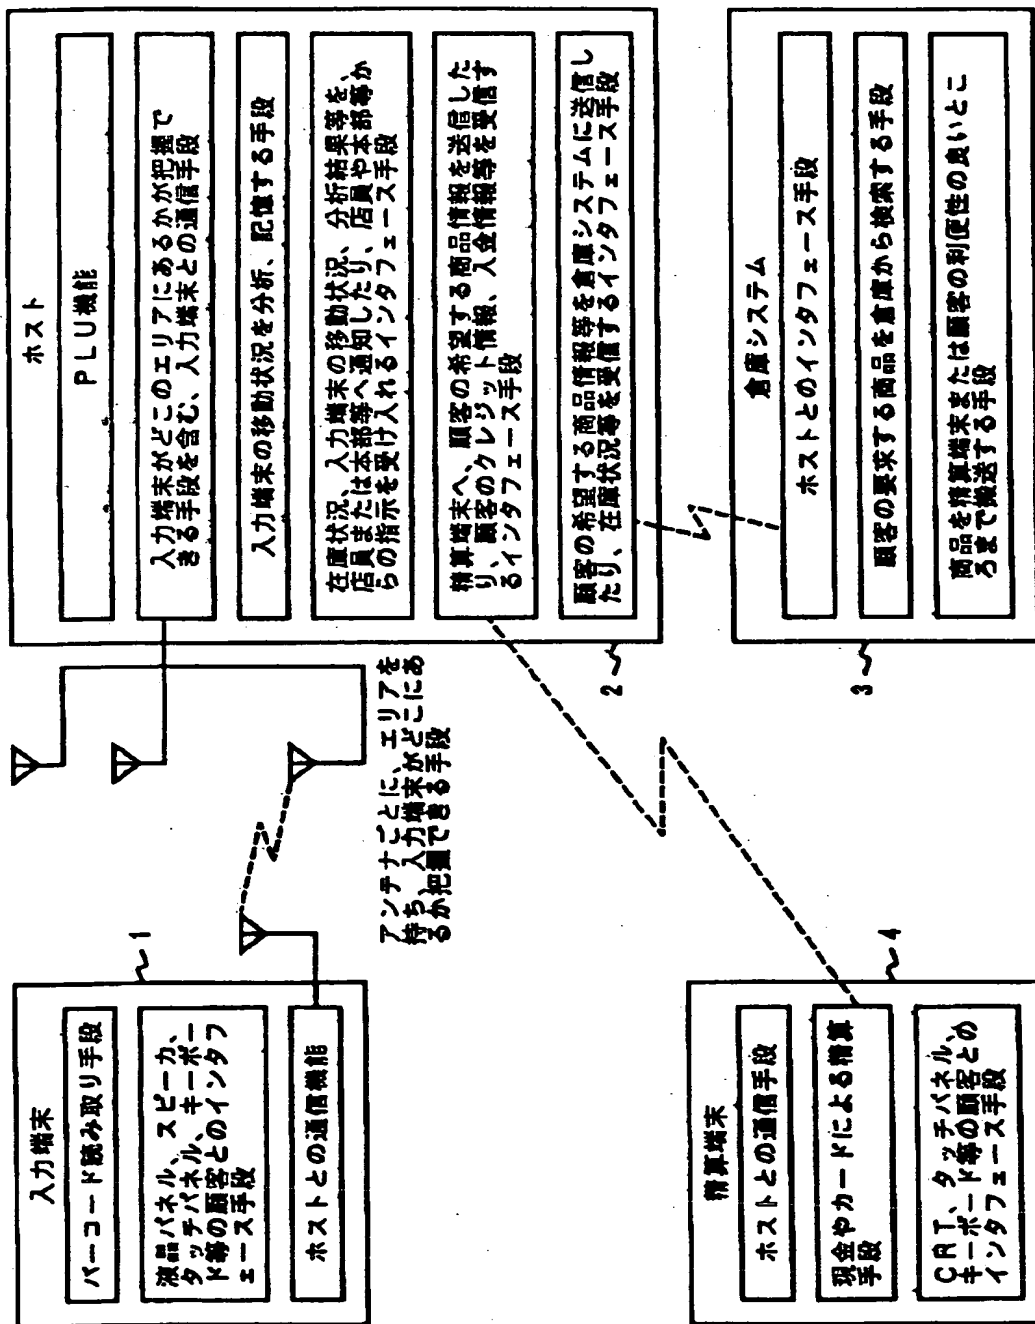 入力端末
バーコード読み取り手段
液晶パネル、スピーカ、
タッチパネル、キーボー
ド等の顧客とのインタフ
ェース手段
ホストとの通信機能
1
アンテナごとに、エリアを
持ち、入力端末がどこにあ
るか把握できる手段
ホスト
PLU機能
入力端末がどこのエリアにあるかが把握で
きる手段を含む、入力端末との通信手段
入力端末の移動状況を分析、記憶する手段
在庫状況、入力端末の移動状況、分析結果等を、
店員または本部等へ通知したり、店員や本部等か
らの指示を受け入れるインタフェース手段
精算端末へ、顧客の希望する商品情報を送信した
り、顧客のクレジット情報、入金情報等を受信す
るインタフェース手段
顧客の希望する商品情報等を倉庫システムに送信し
たり、在庫状況等を受信するインタフェース手段
2
精算端末
ホストとの通信手段
現金やカードによる精算
手段
CRT、タッチパネル、
キーボード等の顧客との
インタフェース手段
4
倉庫システム
ホストとのインタフェース手段
顧客の要求する商品を倉庫から検索する手段
商品を精算端末または顧客の利便性の良いとこ
ろまで搬送する手段
3